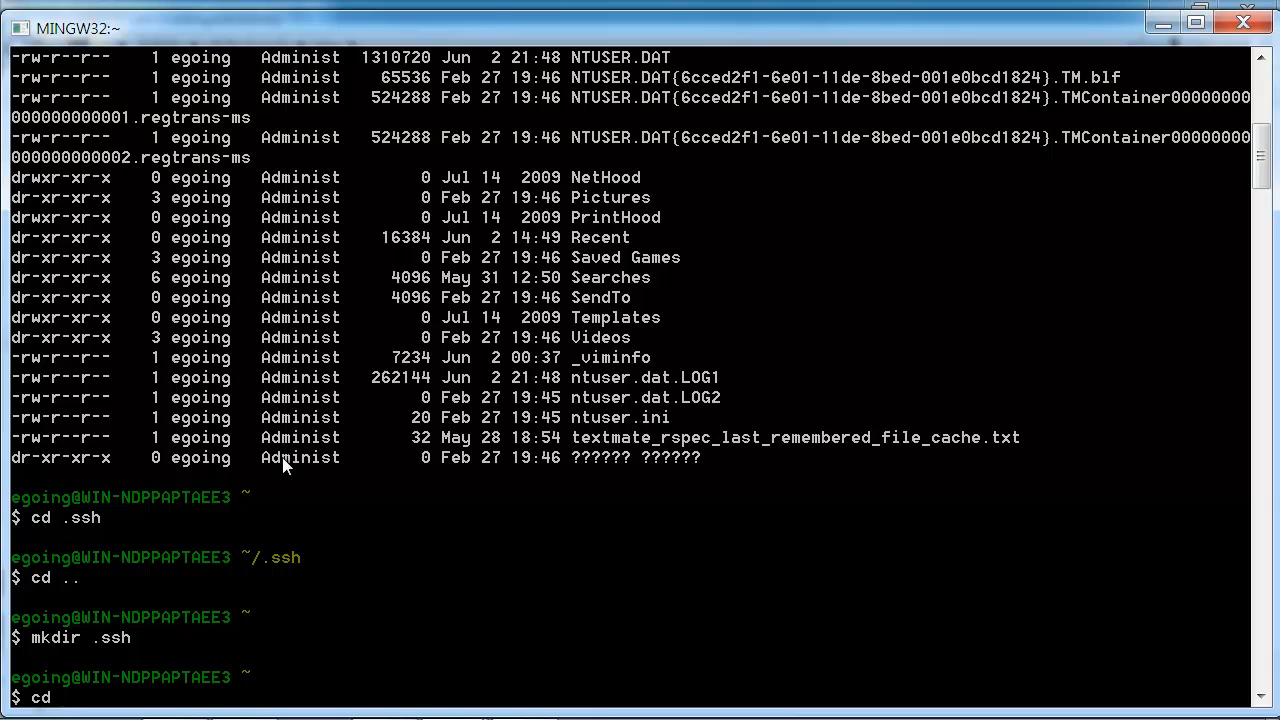 MINGW32:~
-rw-r--r-- 1 egoing Administ 1310720 Jun 2 21:48 NTUSER.DAT
-rw-r--r-- 1 egoing Administ 65536 Feb 27 19:46 NTUSER.DAT{6cced2f1-6e01-11de-8bed-001e0bcd1824}.TM.blf
-rw-r--r-- 1 egoing Administ 524288 Feb 27 19:46 NTUSER.DAT{6cced2f1-6e01-11de-8bed-001e0bcd1824}.TMContainer00000000
000000000001.regtrans-ms
-rw-r--r-- 1 egoing Administ 524288 Feb 27 19:46 NTUSER.DAT{6cced2f1-6e01-11de-8bed-001e0bcd1824}.TMContainer00000000
000000000002.regtrans-ms
drwxr-xr-x 0 egoing Administ 0 Jul 14 2009 NetHood
dr-xr-xr-x 3 egoing Administ 0 Feb 27 19:46 Pictures
drwxr-xr-x 0 egoing Administ 0 Jul 14 2009 PrintHood
dr-xr-xr-x 0 egoing Administ 16384 Jun 2 14:49 Recent
dr-xr-xr-x 3 egoing Administ 0 Feb 27 19:46 Saved Games
dr-xr-xr-x 6 egoing Administ 4096 May 31 12:50 Searches
dr-xr-xr-x 0 egoing Administ 4096 Feb 27 19:46 SendTo
drwxr-xr-x 0 egoing Administ 0 Jul 14 2009 Templates
dr-xr-xr-x 3 egoing Administ 0 Feb 27 19:46 Videos
-rw-r--r-- 1 egoing Administ 7234 Jun 2 00:37 _viminfo
-rw-r--r-- 1 egoing Administ 262144 Jun 2 21:48 ntuser.dat.LOG1
-rw-r--r-- 1 egoing Administ 0 Feb 27 19:45 ntuser.dat.LOG2
-rw-r--r-- 1 egoing Administ 20 Feb 27 19:45 ntuser.ini
-rw-r--r-- 1 egoing Administ 32 May 28 18:54 textmate_rspec_last_remembered_file_cache.txt
dr-xr-xr-x 0 egoing Administ 0 Feb 27 19:46 ?????? ??????
egoing@WIN-NDPPAPTAEE3 ~
$ cd .ssh
egoing@WIN-NDPPAPTAEE3 ~/.ssh
$ cd ..
egoing@WIN-NDPPAPTAEE3 ~
$ mkdir .ssh
egoing@WIN-NDPPAPTAEE3 ~
$ cd